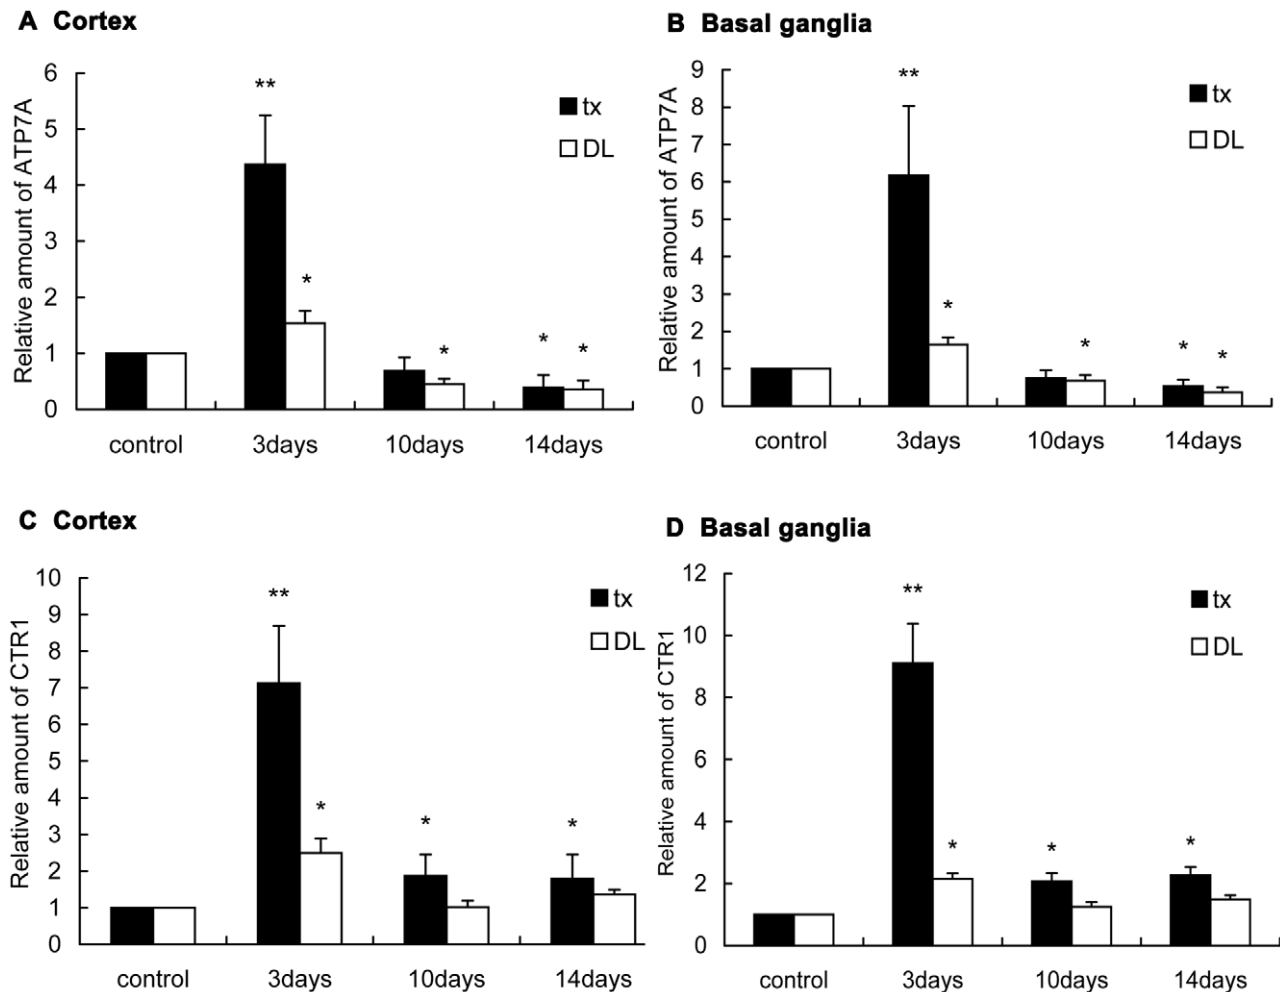 A Cortex
Relative amount of ATP7A
6
5
4
3
2
1
0
**
*
*
*
*
tx
DL
control 3days 10days 14days
B Basal ganglia
Relative amount of ATP7A
9
8
7
6
5
4
3
2
1
0
**
*
*
*
*
tx
DL
control 3days 10days 14days
C Cortex
Relative amount of CTR1
10
9
8
7
6
5
4
3
2
1
0
**
*
*
*
tx
DL
control 3days 10days 14days
D Basal ganglia
Relative amount of CTR1
12
10
8
6
4
2
0
**
*
*
*
tx
DL
control 3days 10days 14days